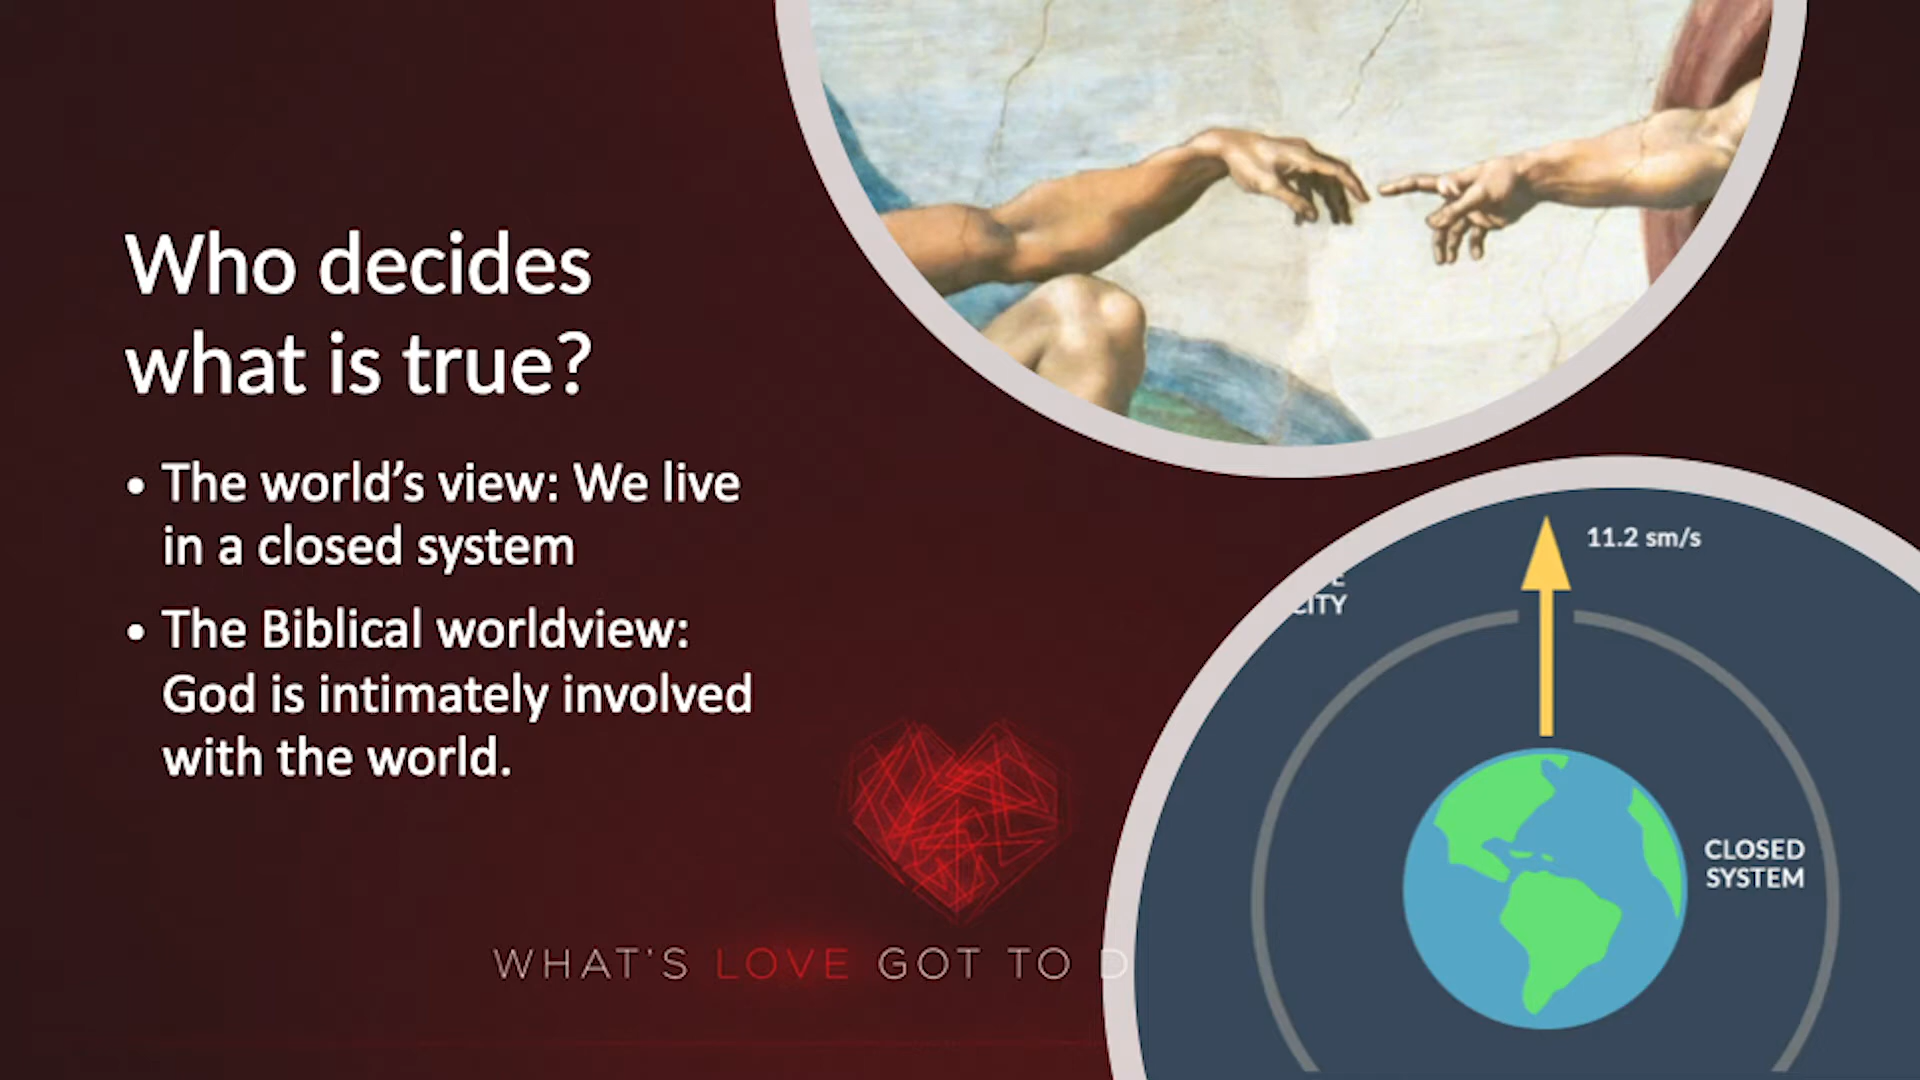 Who decides
what is true?
• The world’s view: We live
in a closed system
• The Biblical worldview:
God is intimately involved
with the world.
WHAT'S LOVE GOT TO D
11.2 sm/s
CITY
CLOSED
SYSTEM